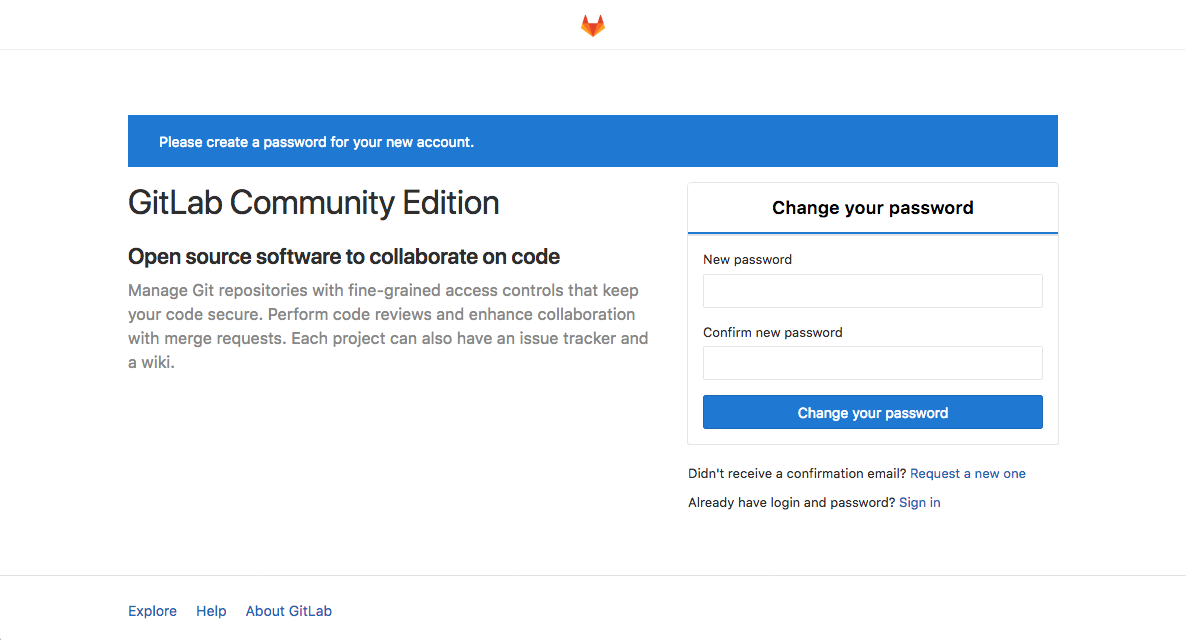 Please create a password for your new account.
GitLab Community Edition
Open source software to collaborate on code
Manage Git repositories with fine-grained access controls that keep
your code secure. Perform code reviews and enhance collaboration
with merge requests. Each project can also have an issue tracker and
a wiki.
Change your password
New password
Confirm new password
Change your password
Didn't receive a confirmation email? Request a new one
Already have login and password? Sign in
Explore Help About GitLab